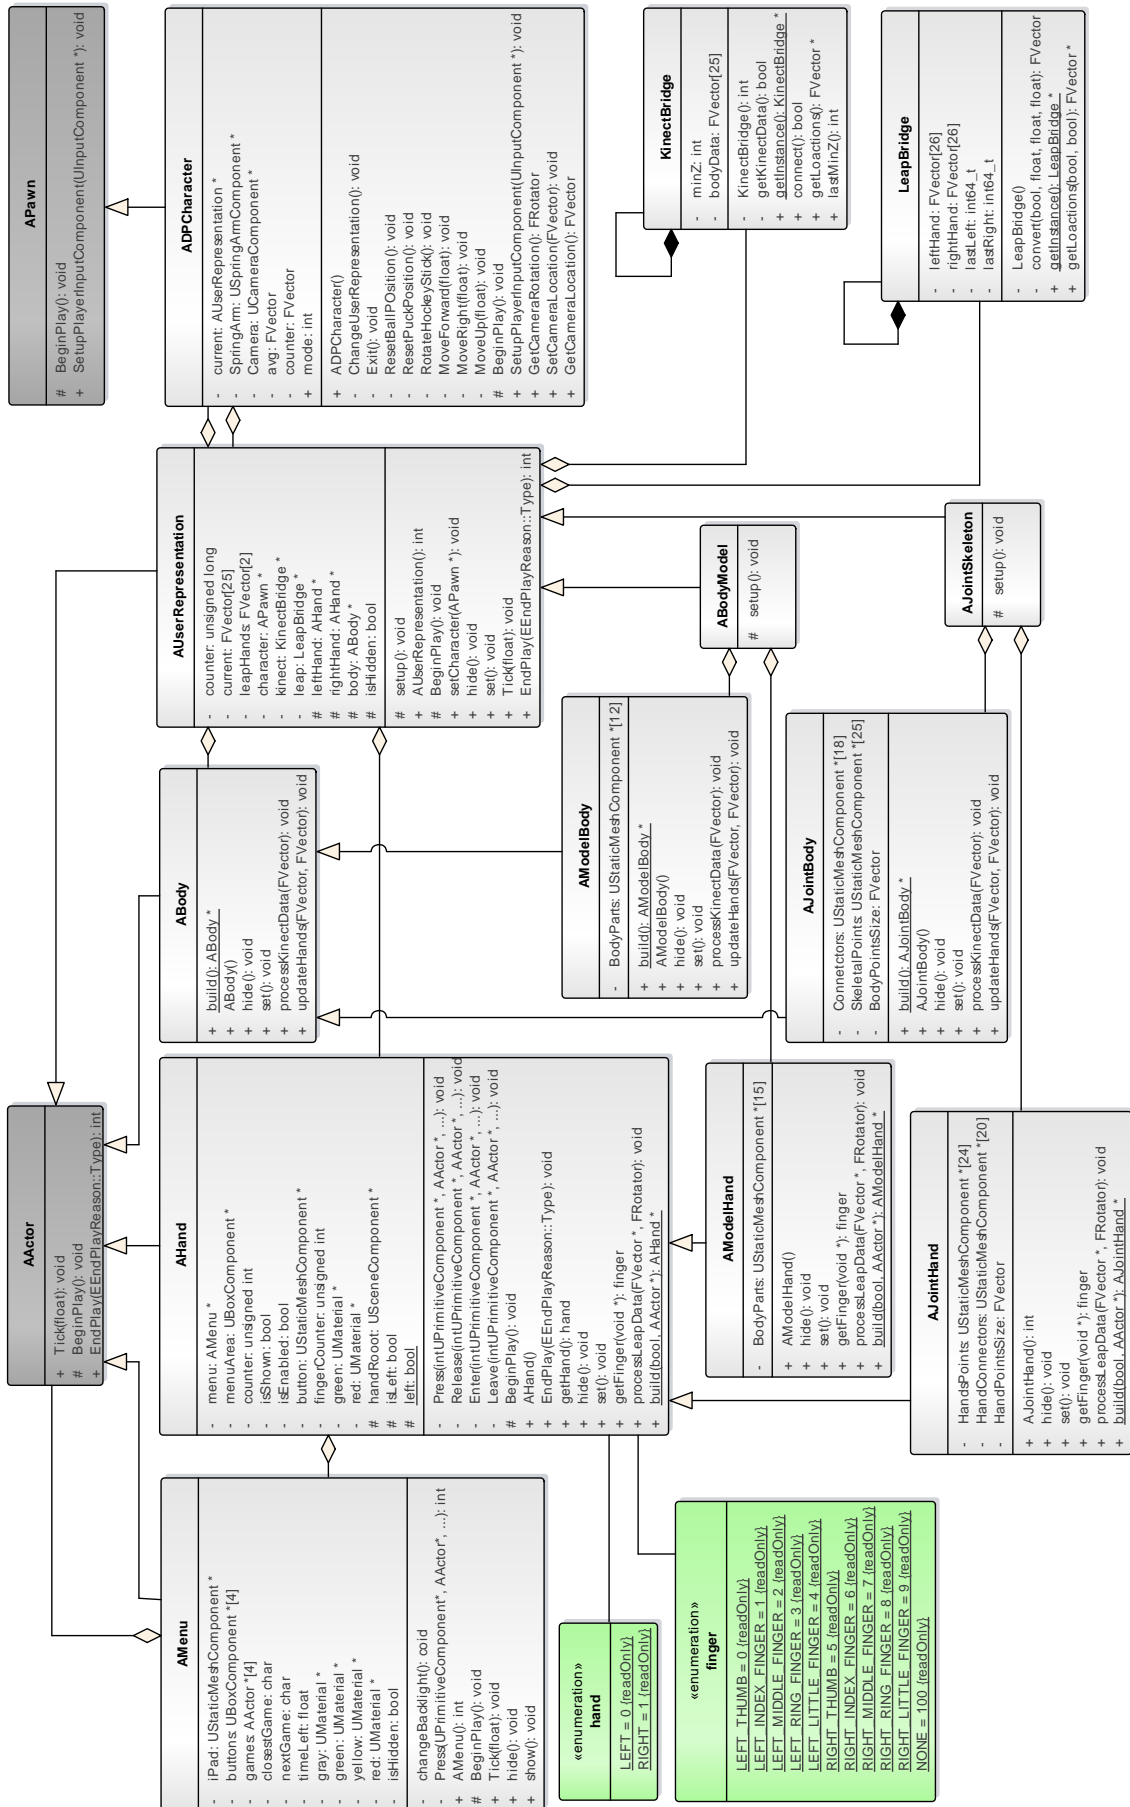 APawn
# BeginPlay(): void
+ SetupPlayerInputComponent(UInputComponent *): void
ADPCharacter
- current: AUserRepresentation *
- SpringArm: USpringArmComponent *
- Camera: UCameraComponent *
- avg: FVector
- counter: FVector
+ mode: int
+ ADPCharacter()
- ChangeUserRepresentation(): void
- Exit(): void
- ResetBallPosition(): void
- ResetPuckPosition(): void
- RotateHockeyStick(): void
- MoveForward(float): void
- MoveRight(float): void
- MoveUp(float): void
# BeginPlay(): void
+ SetupPlayerInputComponent(UInputComponent *): void
+ GetCameraRotation(): FRotator
+ SetCameraLocation(FVector): void
+ GetCameraLocation(): FVector
KinectBridge
- minZ: int
- bodyData: FVector[25]
- KinectBridge(): int
- getKinectData(): bool
+ getInstance(): KinectBridge *
+ connect(): bool
+ getLoactions(): FVector *
+ lastMinZ(): int
LeapBridge
- leftHand: FVector[26]
- rightHand: FVector[26]
- lastLeft: int64_t
- lastRight: int64_t
- LeapBridge()
- convert(bool, float, float, float): FVector
+ getInstance(): LeapBridge *
+ getLoactions(bool, bool): FVector *
AUserRepresentation
- counter: unsigned long
- current: FVector[25]
- leapHands: FVector[2]
- character: APawn *
- kinect: KinectBridge *
- leap: LeapBridge *
# leftHand: AHand *
# rightHand: AHand *
# body: ABody *
# isHidden: bool
# setup(): void
+ AUserRepresentation(): int
# BeginPlay(): void
+ setCharacter(APawn *): void
+ hide(): void
+ set(): void
+ Tick(float): void
+ EndPlay(EEndPlayReason::Type): int
ABodyModel
# setup(): void
AJointSkeleton
# setup(): void
ABody
+ build(): ABody *
+ ABody()
+ hide(): void
+ set(): void
+ processKinectData(FVector): void
+ updateHands(FVector, FVector): void
AModelBody
- BodyParts: UStaticMeshComponent *[12]
+ build(): AModelBody *
+ AModelBody()
+ hide(): void
+ set(): void
+ processKinectData(FVector): void
+ updateHands(FVector, FVector): void
AJointBody
- Connetctors: UStaticMeshComponent *[18]
- SkeletalPoints: UStaticMeshComponent *[25]
- BodyPointsSize: FVector
+ build(): AJointBody *
+ AJointBody()
+ hide(): void
+ set(): void
+ processKinectData(FVector): void
+ updateHands(FVector, FVector): void
AActor
+ Tick(float): void
# BeginPlay(): void
+ EndPlay(EEndPlayReason::Type): int
AHand
- menu: AMenu *
- menuArea: UBoxComponent *
- counter: unsigned int
- isShown: bool
- isEnabled: bool
- button: UStaticMeshComponent *
- fingerCounter: unsigned int
- green: UMaterial *
- red: UMaterial *
# handRooot: USceneComponent *
# isLeft: bool
# left: bool
- Press(intUPrimitiveComponent *, AActor *, ...): void
- Release(intUPrimitiveComponent *, AActor *, ...): void
- Enter(intUPrimitiveComponent *, AActor *, ...): void
- Leave(intUPrimitiveComponent *, AActor *, ...): void
# BeginPlay(): void
+ AHand()
+ EndPlay(EEndPlayReason::Type): void
+ getHand(): hand
+ hide(): void
+ set(): void
+ getFinger(void *): finger
+ processLeapData(FVector *, FRotator): void
+ build(bool, AActor *): AHand *
AModelHand
- BodyParts: UStaticMeshComponent *[15]
+ AModelHand()
+ hide(): void
+ set(): void
+ getFinger(void *): finger
+ processLeapData(FVector *, FRotator): void
+ build(bool, AActor *): AModelHand *
AJointHand
- HandsPoints: UStaticMeshComponent *[24]
- HandConnectors: UStaticMeshComponent *[20]
- HandPointsSize: FVector
+ AJointHand(): int
+ hide(): void
+ set(): void
+ getFinger(void *): finger
+ processLeapData(FVector *, FRotator): void
+ build(bool, AActor *): AJointHand *
AMenu
- iPad: UStaticMeshComponent *
- buttons: UBoxComponent *[4]
- games: AActor *[4]
- closestGame: char
- nextGame: char
- timeLeft: float
- gray: UMaterial *
- green: UMaterial *
- yellow: UMaterial *
- red: UMaterial *
- isHidden: bool
- changeBacklight(): coid
- Press(UPrimitiveComponent*, AActor*, ...): int
+ AMenu(): int
# BeginPlay(): void
+ Tick(float): void
+ hide(): void
+ show(): void
«enumeration»
hand
LEFT = 0 {readOnly}
RIGHT = 1 {readOnly}
«enumeration»
finger
LEFT_THUMB = 0 {readOnly}
LEFT_INDEX_FINGER = 1 {readOnly}
LEFT_MIDDLE_FINGER = 2 {readOnly}
LEFT_RING_FINGER = 3 {readOnly}
LEFT_LITTLE_FINGER = 4 {readOnly}
RIGHT_THUMB = 5 {readOnly}
RIGHT_INDEX_FINGER = 6 {readOnly}
RIGHT_MIDDLE_FINGER = 7 {readOnly}
RIGHT_RING_FINGER = 8 {readOnly}
RIGHT_LITTLE_FINGER = 9 {readOnly}
NONE = 100 {readOnly}